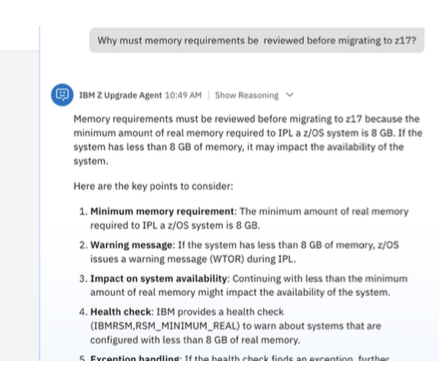 Why must memory requirements be reviewed before migrating to z17?
IBM Z Upgrade Agent 10:49 AM | Show Reasoning
Memory requirements must be reviewed before migrating to z17 because the
minimum amount of real memory required to IPL a z/OS system is 8 GB. If the
system has less than 8 GB of memory, it may impact the availability of the
system.
Here are the key points to consider:
1. Minimum memory requirement: The minimum amount of real memory
required to IPL a z/OS system is 8 GB.
2. Warning message: If the system has less than 8 GB of memory, z/OS
issues a warning message (WTOR) during IPL.
3. Impact on system availability: Continuing with less than the minimum
amount of real memory might impact the availability of the system.
4. Health check: IBM provides a health check
(IBMRSM,RSM_MINIMUM_REAL) to warn about systems that are
configured with less than 8 GB of real memory.
5. Exception handling: If the health check finds an exception, further